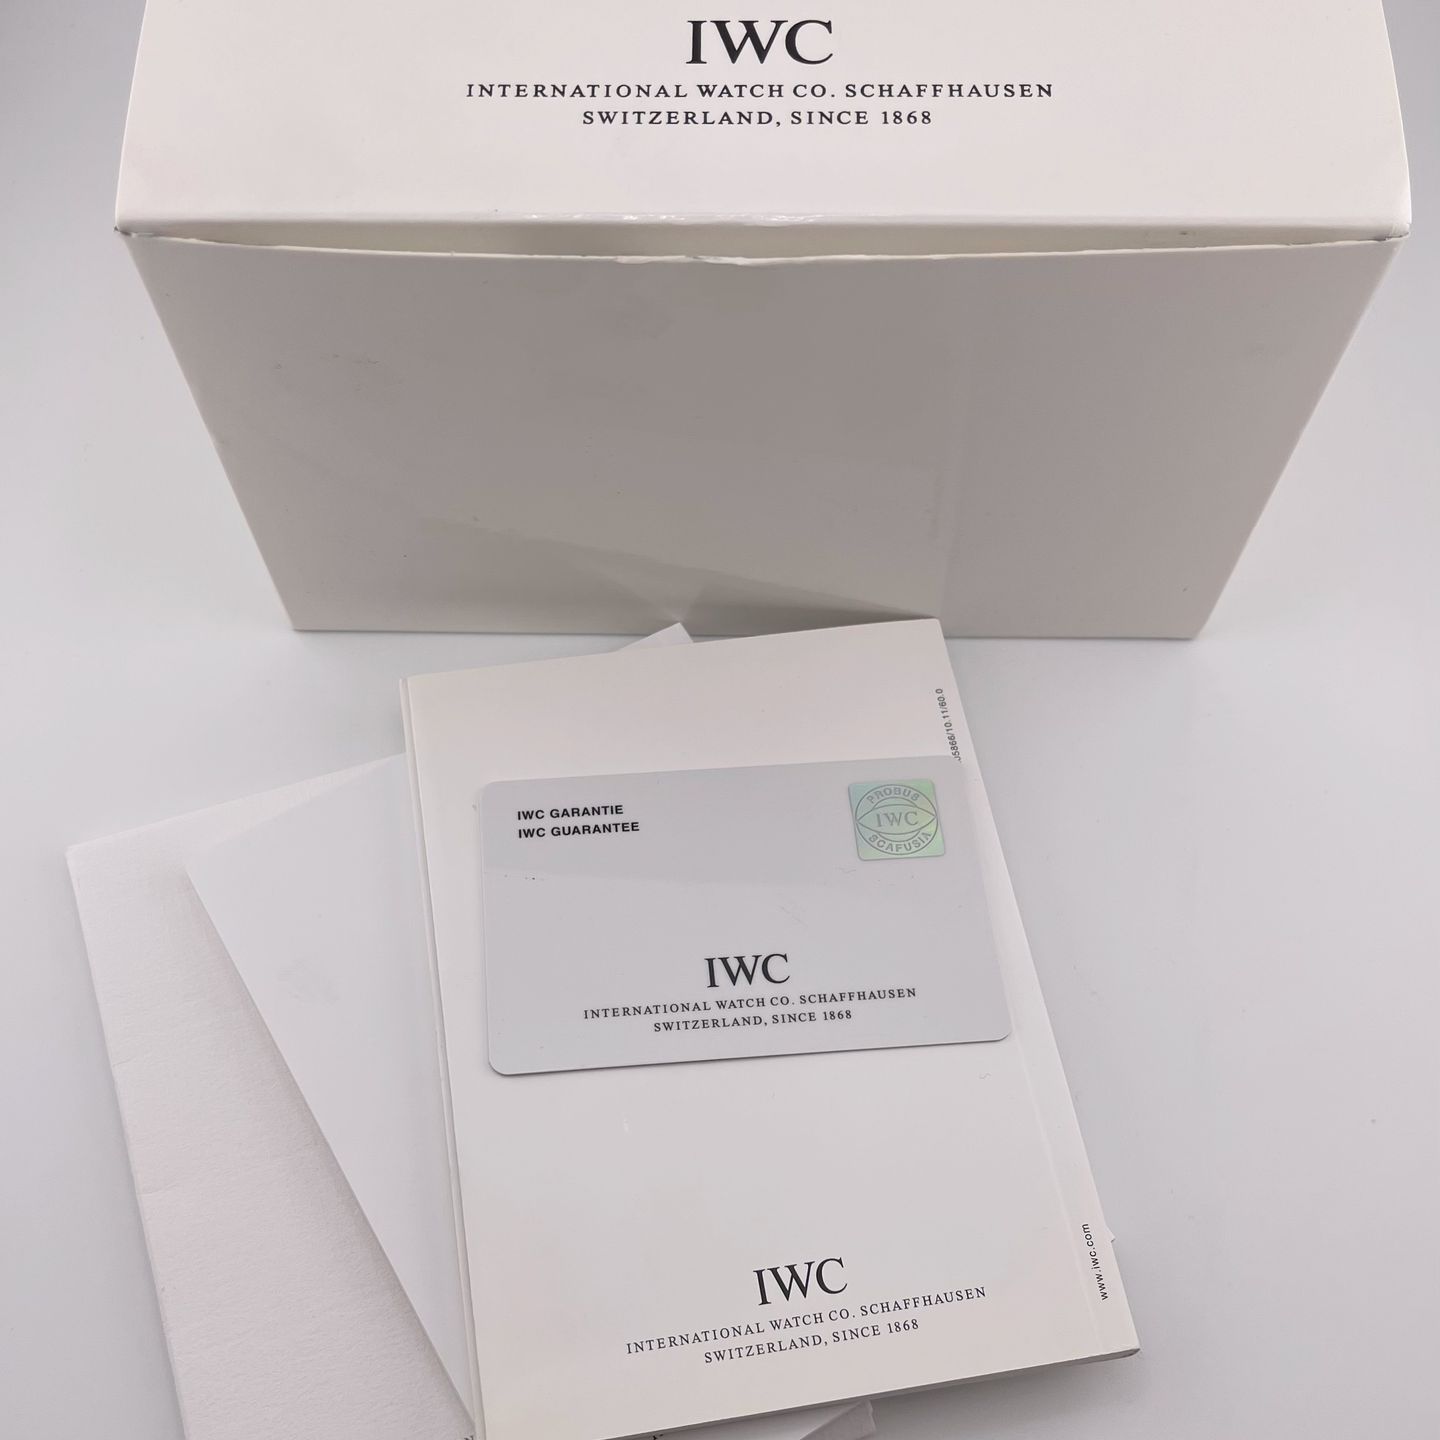 IWC
INTERNATIONAL WATCH CO. SCHAFFHAUSEN
SWITZERLAND, SINCE 1868
IWC GARANTIE
IWC GUARANTEE
PROBUS
IWC
SCAFUSIA
IWC
INTERNATIONAL WATCH CO. SCHAFFHAUSEN
SWITZERLAND, SINCE 1868
IWC
INTERNATIONAL WATCH CO. SCHAFFHAUSEN
SWITZERLAND, SINCE 1868
www.iwc.com